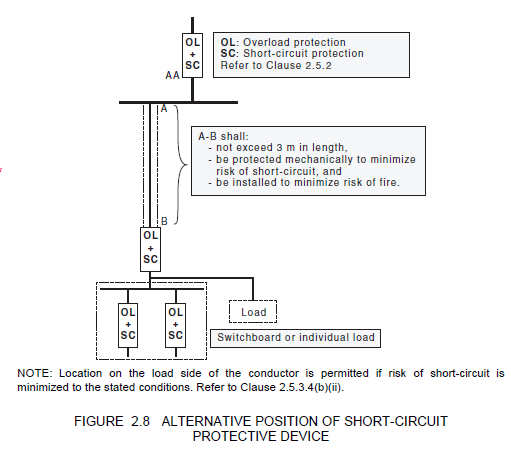 OL
+
SC
OL: Overload protection
SC: Short-circuit protection
Refer to Clause 2.5.2
AA
A
A-B shall:
- not exceed 3 m in length,
- be protected mechanically to minimize
risk of short-circuit, and
- be installed to minimize risk of fire.
B
OL
+
SC
OL
+
SC
OL
+
SC
Load
Switchboard or individual load
NOTE: Location on the load side of the conductor is permitted if risk of short-circuit is
minimized to the stated conditions. Refer to Clause 2.5.3.4(b)(ii).
FIGURE 2.8 ALTERNATIVE POSITION OF SHORT-CIRCUIT
PROTECTIVE DEVICE